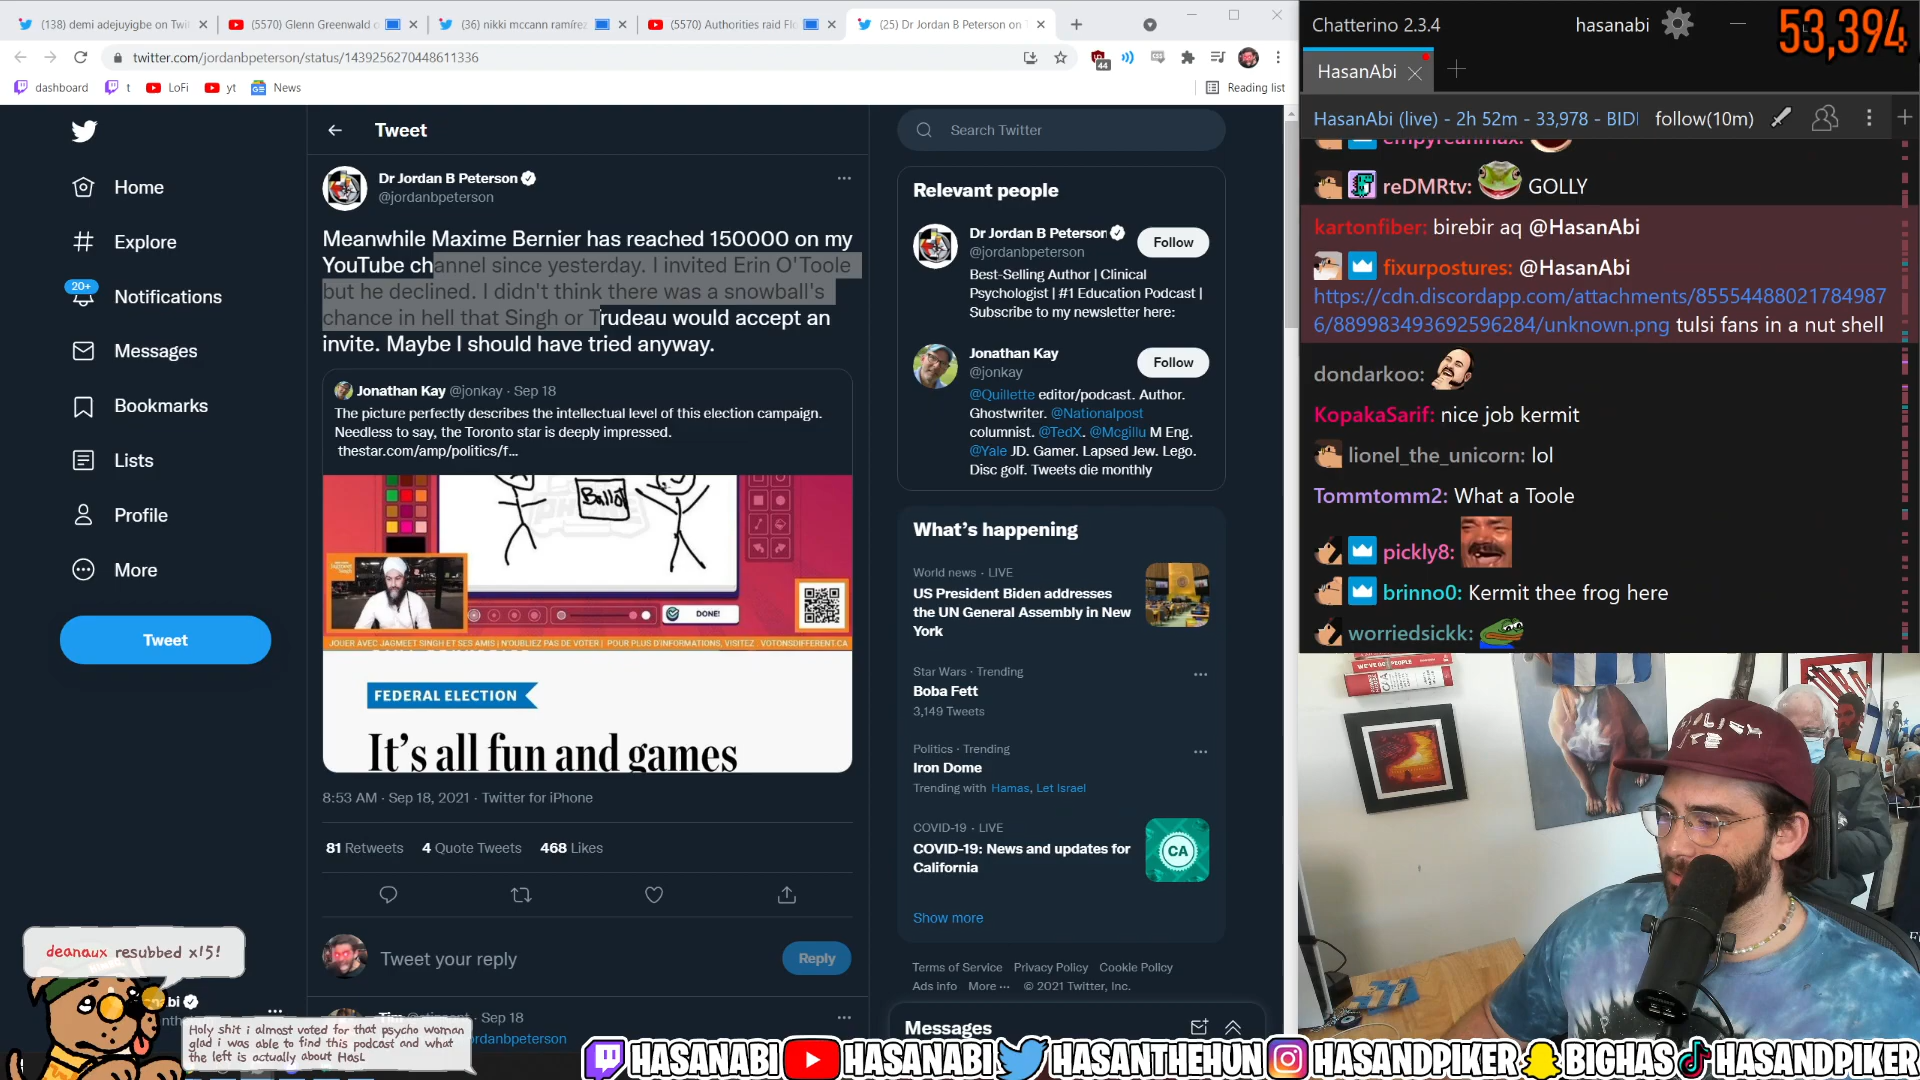 (138) demi adejuyigbe on Twi
(5570) Glenn Greenwald o
(36) nikki mccann ramírez
(5570) Authorities raid Flo
(25) Dr Jordan B Peterson on T
twitter.com/jordanbpeterson/status/1439256270448611336
44
dashboard
t
LoFi
yt
News
Reading list
Home
Explore
20+
Notifications
Messages
Bookmarks
Lists
Profile
More
Tweet
Tweet
Dr Jordan B Peterson
@jordanbpeterson
Meanwhile Maxime Bernier has reached 150000 on my
YouTube channel since yesterday. I invited Erin O'Toole
but he declined. I didn't think there was a snowball's
chance in hell that Singh or Trudeau would accept an
invite. Maybe I should have tried anyway.
Jonathan Kay @jonkay · Sep 18
The picture perfectly describes the intellectual level of this election campaign.
Needless to say, the Toronto star is deeply impressed.
thestar.com/amp/politics/f...
Ballot
DONE!
JOUER AVEC JAGMEET SINGH ET SES AMIS | N'OUBLIEZ PAS DE VOTER | POUR PLUS D'INFORMATIONS, VISITEZ VOTONSDIFFERENT.CA
FEDERAL ELECTION
It's all fun and games
8:53 AM · Sep 18, 2021 · Twitter for iPhone
81 Retweets 4 Quote Tweets 468 Likes
Tweet your reply
Reply
Sep 18
Search Twitter
Relevant people
Dr Jordan B Peterson
@jordanbpeterson
Follow
Best-Selling Author | Clinical
Psychologist | #1 Education Podcast |
Subscribe to my newsletter here:
Jonathan Kay
@jonkay
Follow
@Quillette editor/podcast. Author.
Ghostwriter. @Nationalpost
columnist. @TedX. @Mcgillu M Eng.
@Yale JD. Gamer. Lapsed Jew. Lego.
Disc golf. Tweets die monthly
What's happening
World news · LIVE
US President Biden addresses
the UN General Assembly in New
York
Star Wars · Trending
Boba Fett
3,149 Tweets
Politics · Trending
Iron Dome
Trending with Hamas, Let Israel
COVID-19 · LIVE
COVID-19: News and updates for
California
CA
Show more
Terms of Service Privacy Policy Cookie Policy
Ads info More ··· © 2021 Twitter, Inc.
Messages
Chatterino 2.3.4
hasanabi
53,394
HasanAbi
HasanAbi (live) - 2h 52m - 33,978 - BIDI
follow(10m)
empyreanmax:
reDMRtv: GOLLY
kartonfiber: birebir aq @HasanAbi
fixurpostures: @HasanAbi
https://cdn.discordapp.com/attachments/85554488021784987
6/889983493692596284/unknown.png tulsi fans in a nut shell
dondarkoo:
KopakaSarif: nice job kermit
lionel_the_unicorn: lol
Tommtomm2: What a Toole
pickly8:
brinno0: Kermit thee frog here
worriedsickk:
WE'VE GOT PEOPLE
deanaux resubbed x15!
Holy shit i almost voted for that psycho woman
glad i was able to find this podcast and what
the left is actually about HasL
HASANABI HASANABI HASANTHEHUN HASANDPIKER BIGHAS HASANDPIKER